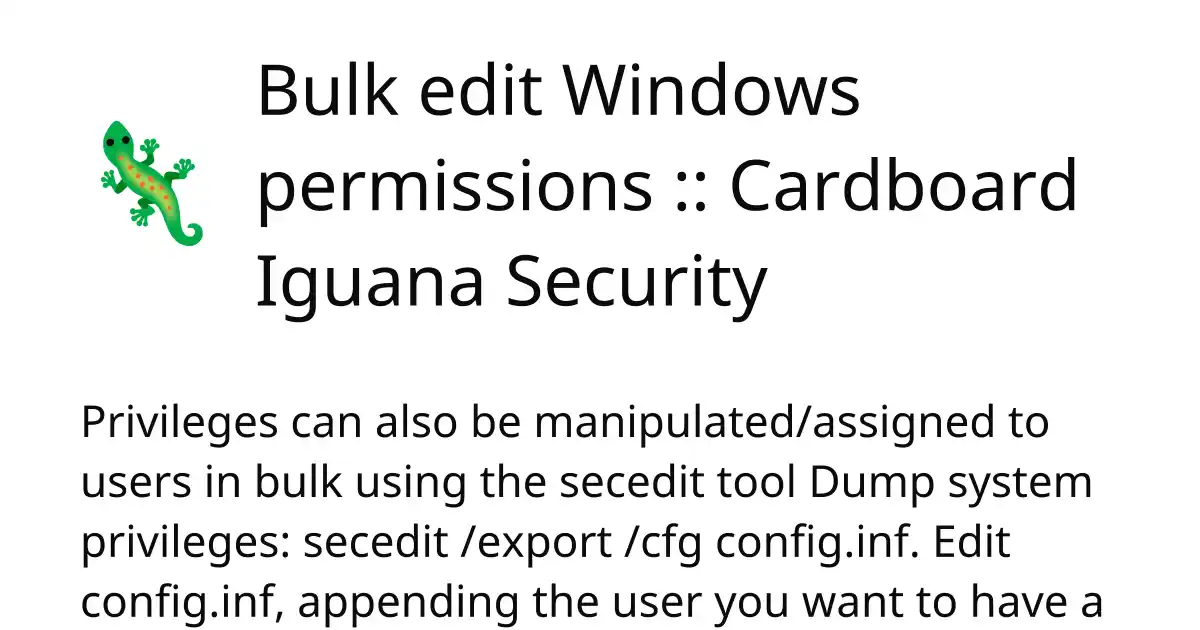 Bulk edit Windows
permissions :: Cardboard
Iguana Security
Privileges can also be manipulated/assigned to
users in bulk using the secedit tool Dump system
privileges: secedit /export /cfg config.inf. Edit
config.inf, appending the user you want to have a